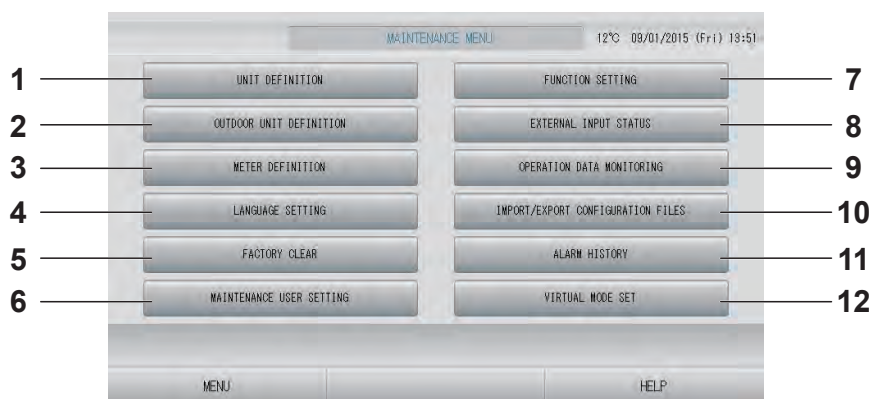 MAINTENANCE MENU 12°C 09/01/2015 (Fri) 13:51
1 UNIT DEFINITION FUNCTION SETTING 7
2 OUTDOOR UNIT DEFINITION EXTERNAL INPUT STATUS 8
3 METER DEFINITION OPERATION DATA MONITORING 9
4 LANGUAGE SETTING IMPORT/EXPORT CONFIGURATION FILES 10
5 FACTORY CLEAR ALARM HISTORY 11
6 MAINTENANCE USER SETTING VIRTUAL MODE SET 12
MENU HELP